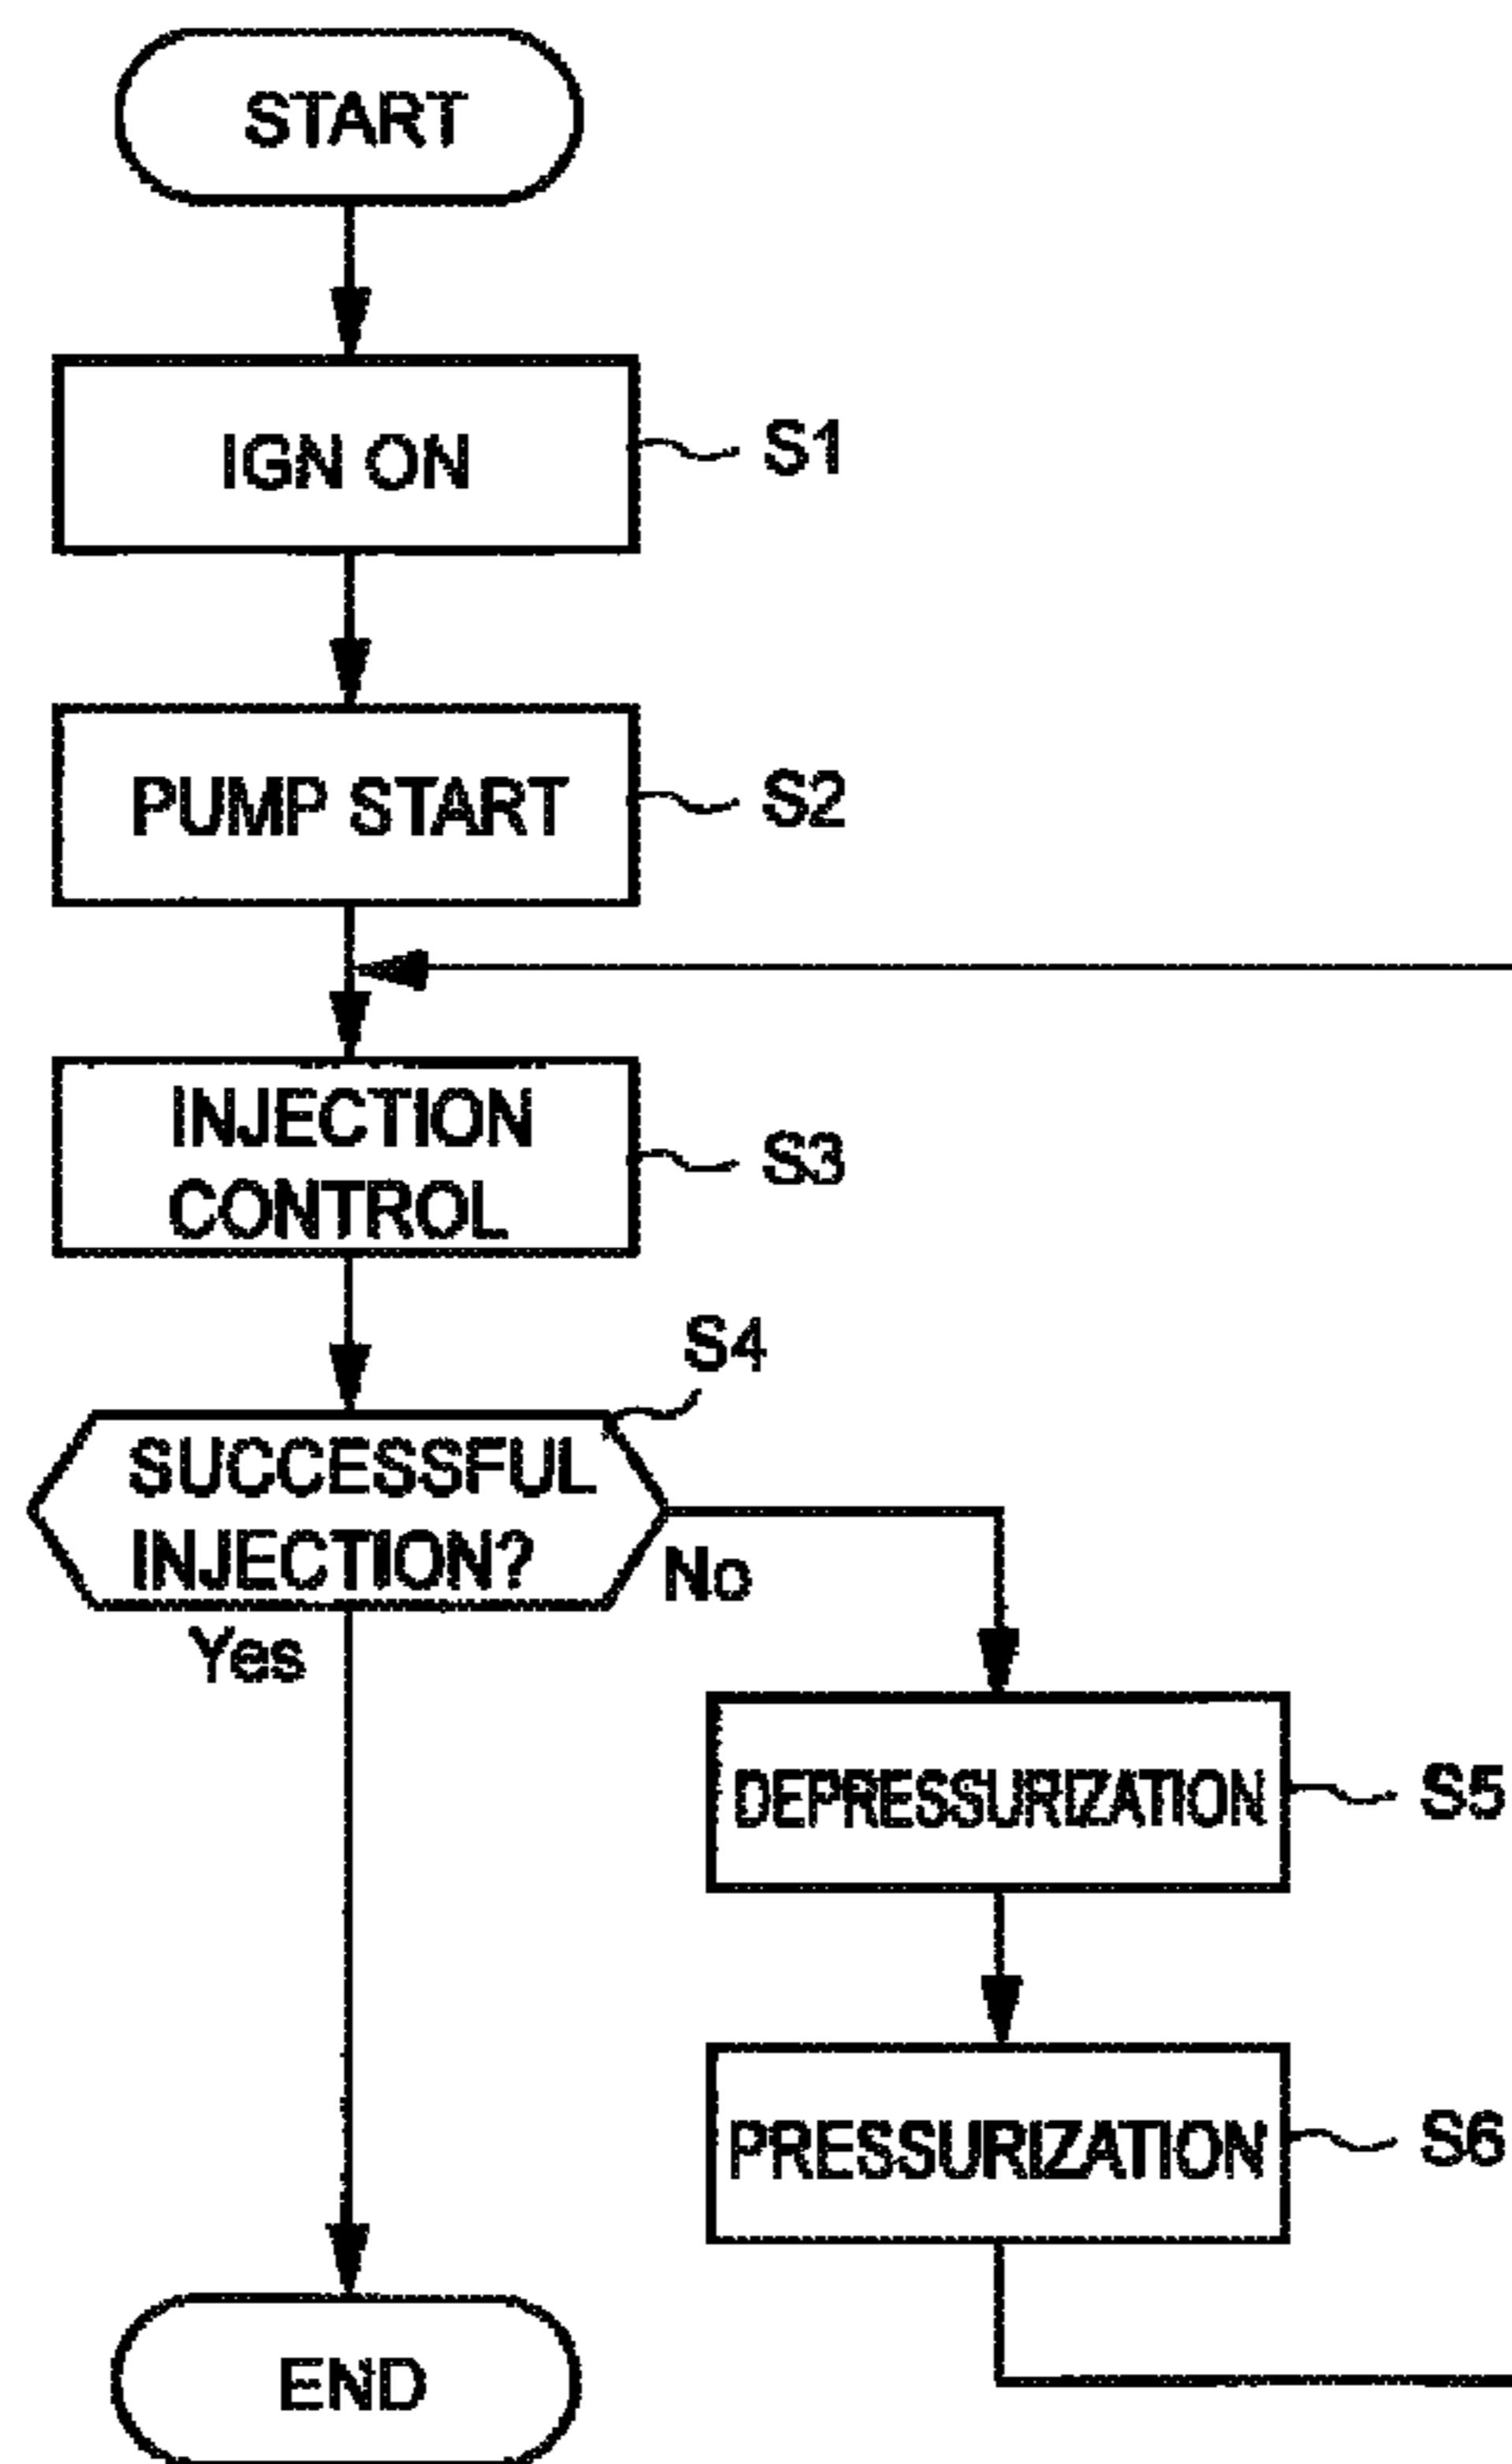 START
IGN ON
S1
PUMP START
S2
INJECTION
CONTROL
S3
S4
SUCCESSFUL
INJECTION?
No
Yes
DEPRESSURIZATION
S5
PRESSURIZATION
S6
END